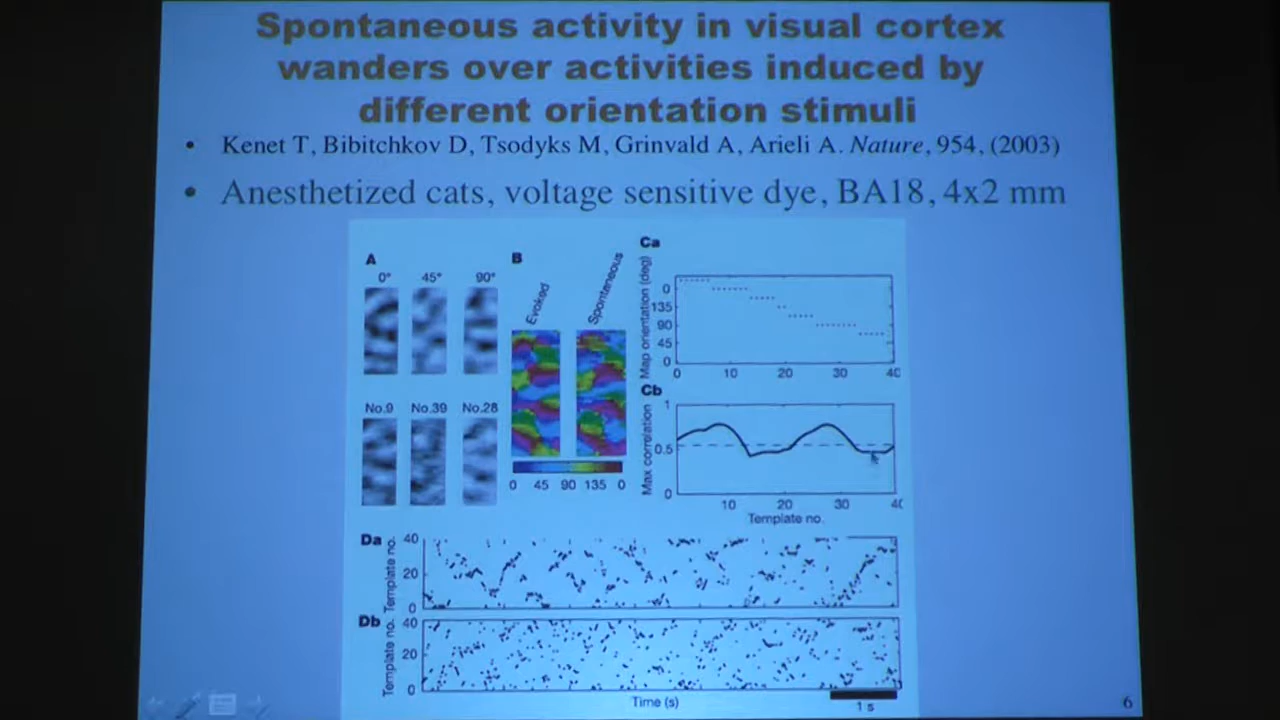 Spontaneous activity in visual cortex
wanders over activities induced by
different orientation stimuli
• Kenet T, Bibitchkov D, Tsodyks M, Grinvald A, Arieli A. Nature, 954, (2003)
• Anesthetized cats, voltage sensitive dye, BA18, 4x2 mm
A
0° 45° 90°
No.9 No.39 No.28
B
Evoked
Spontaneous
0 45 90 135 0
Ca
Map orientation (deg)
0
135
90
45
0
0 10 20 30 40
Cb
Max correlation
1
0.5
0
10 20 30 40
Template no.
Da
Template no.
40
20
0
Db
Template no.
40
20
0
Time (s)
1 s
6